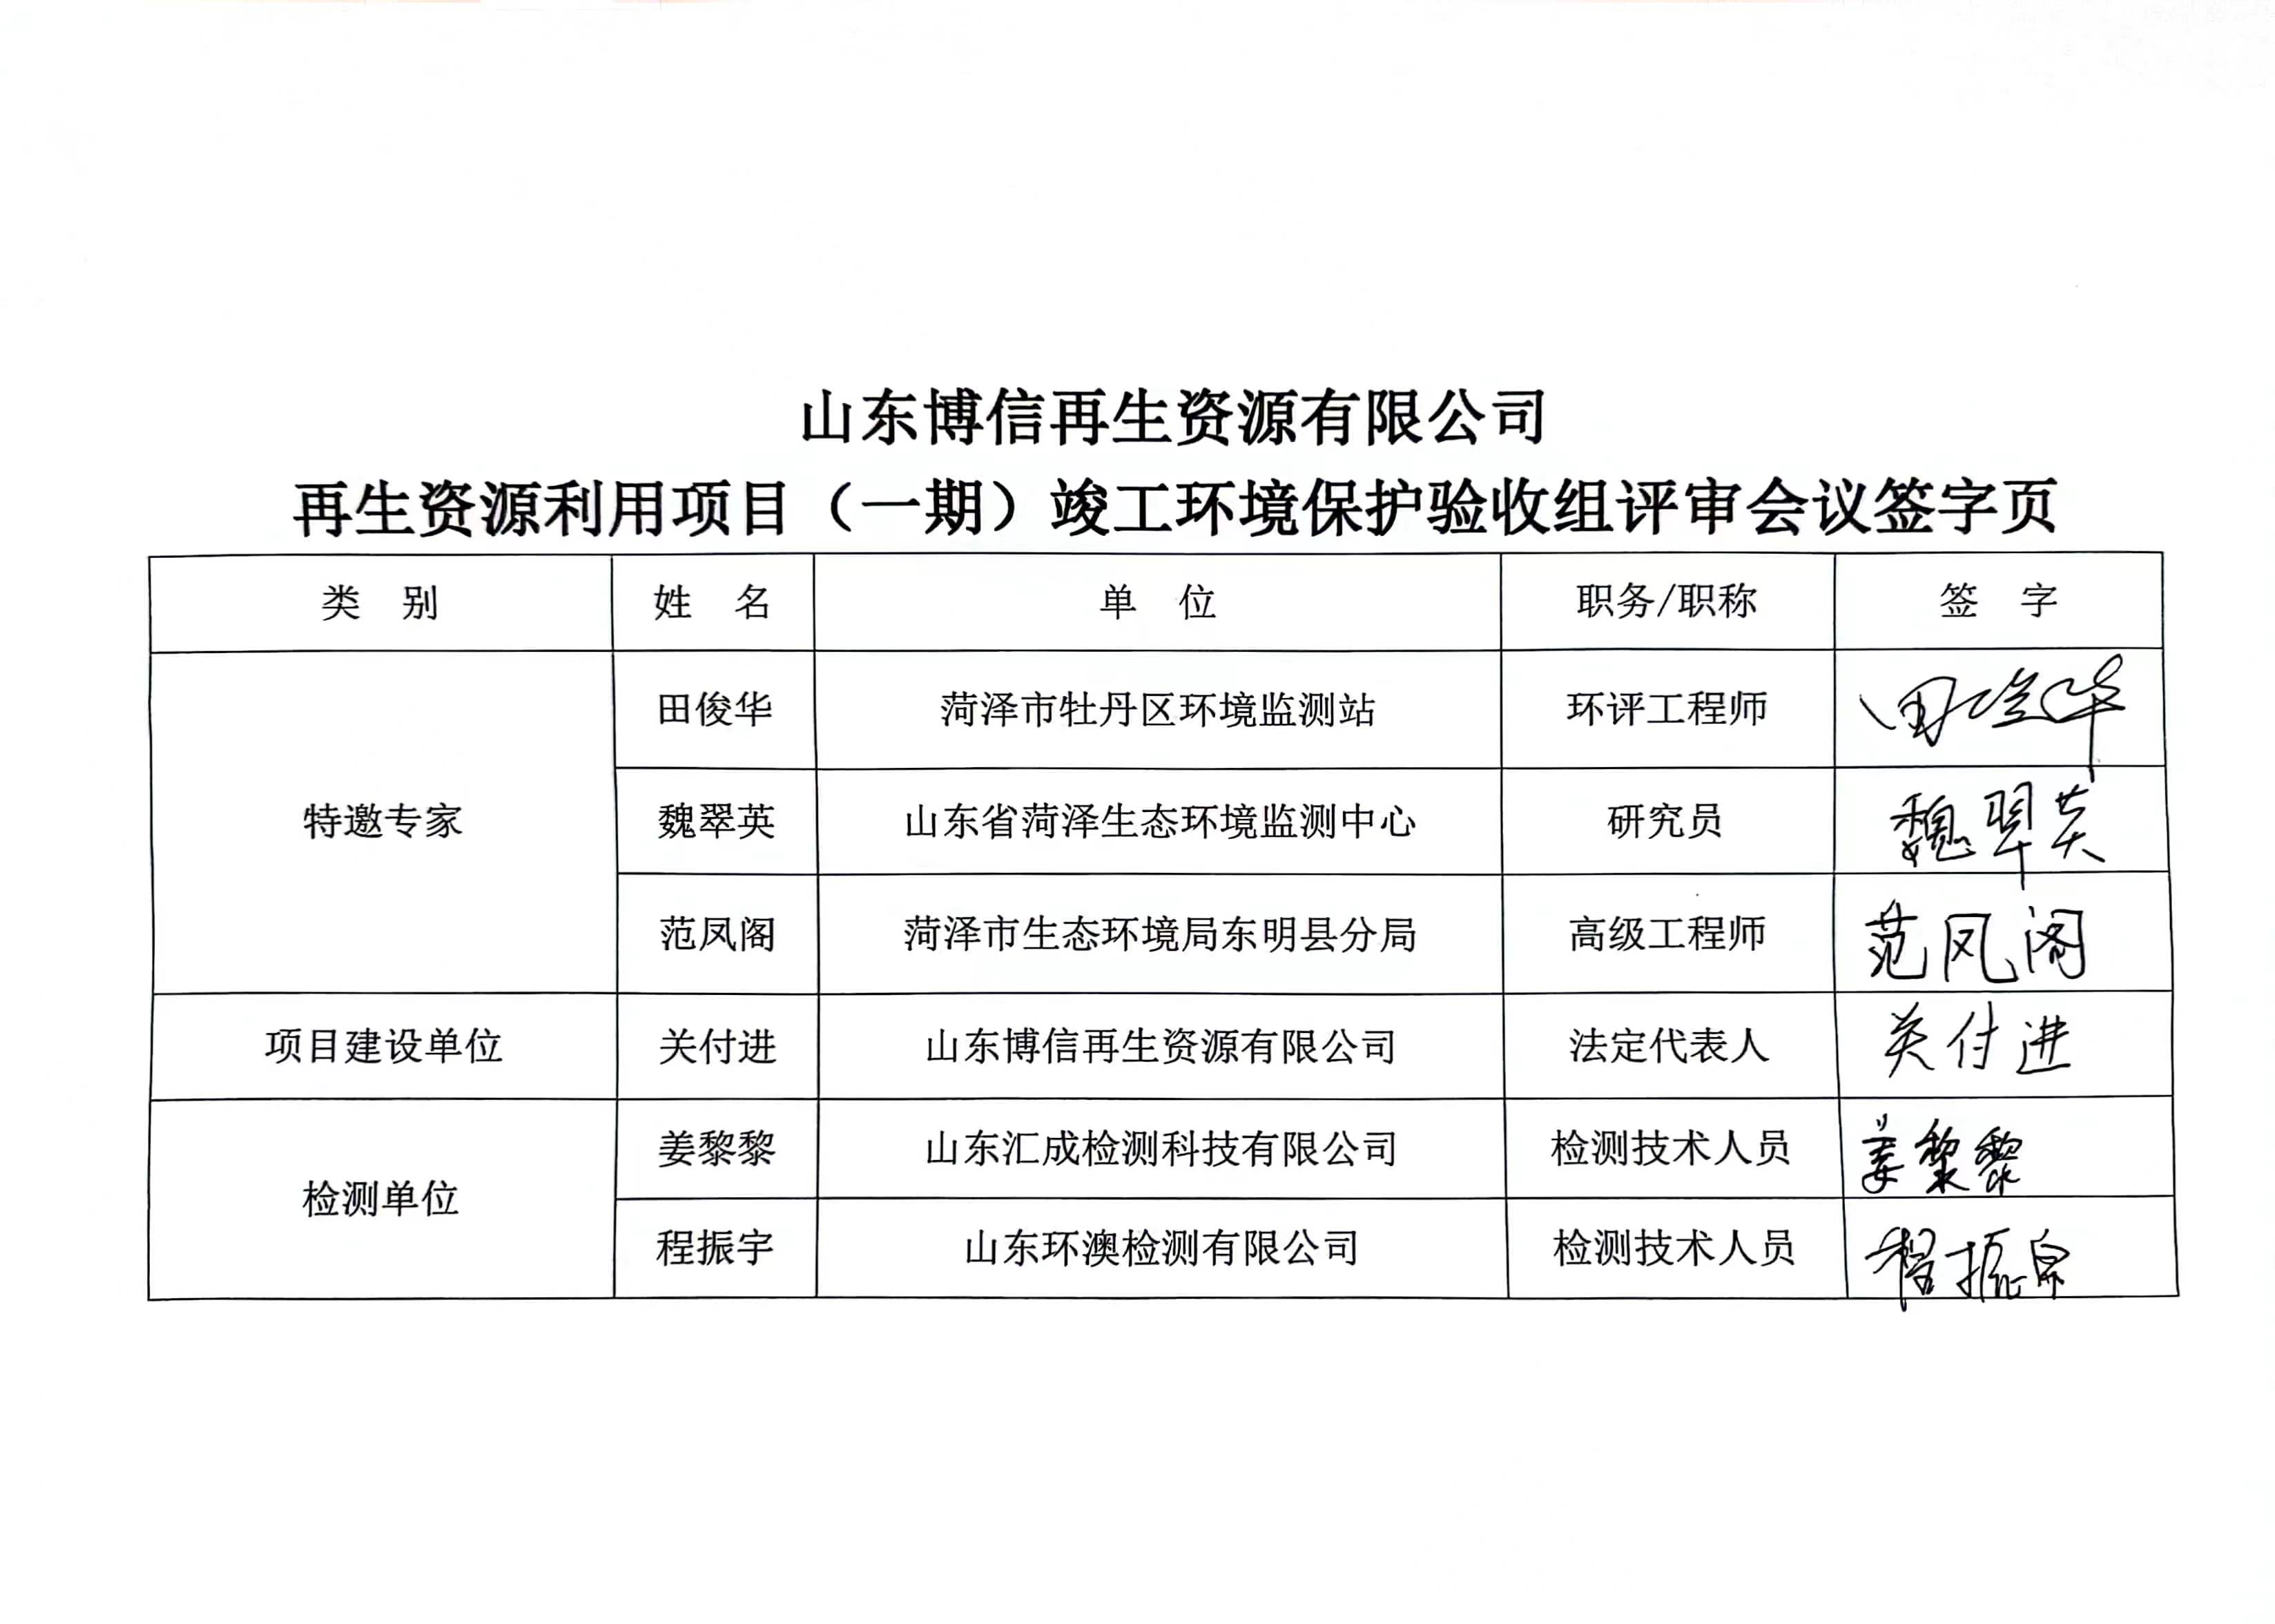 山东博信再生资源有限公司
再生资源利用项目（一期）竣工环境保护验收组评审会议签字页
类 别 姓 名 单 位 职务/职称 签 字
特邀专家
田俊华 菏泽市牡丹区环境监测站 环评工程师 田俊华
魏翠英 山东省菏泽生态环境监测中心 研究员 魏翠英
范凤阁 菏泽市生态环境局东明县分局 高级工程师 范凤阁
项目建设单位 关付进 山东博信再生资源有限公司 法定代表人 关付进
检测单位
姜黎黎 山东汇成检测科技有限公司 检测技术人员 姜黎黎
程振宇 山东环澳检测有限公司 检测技术人员 程振宇